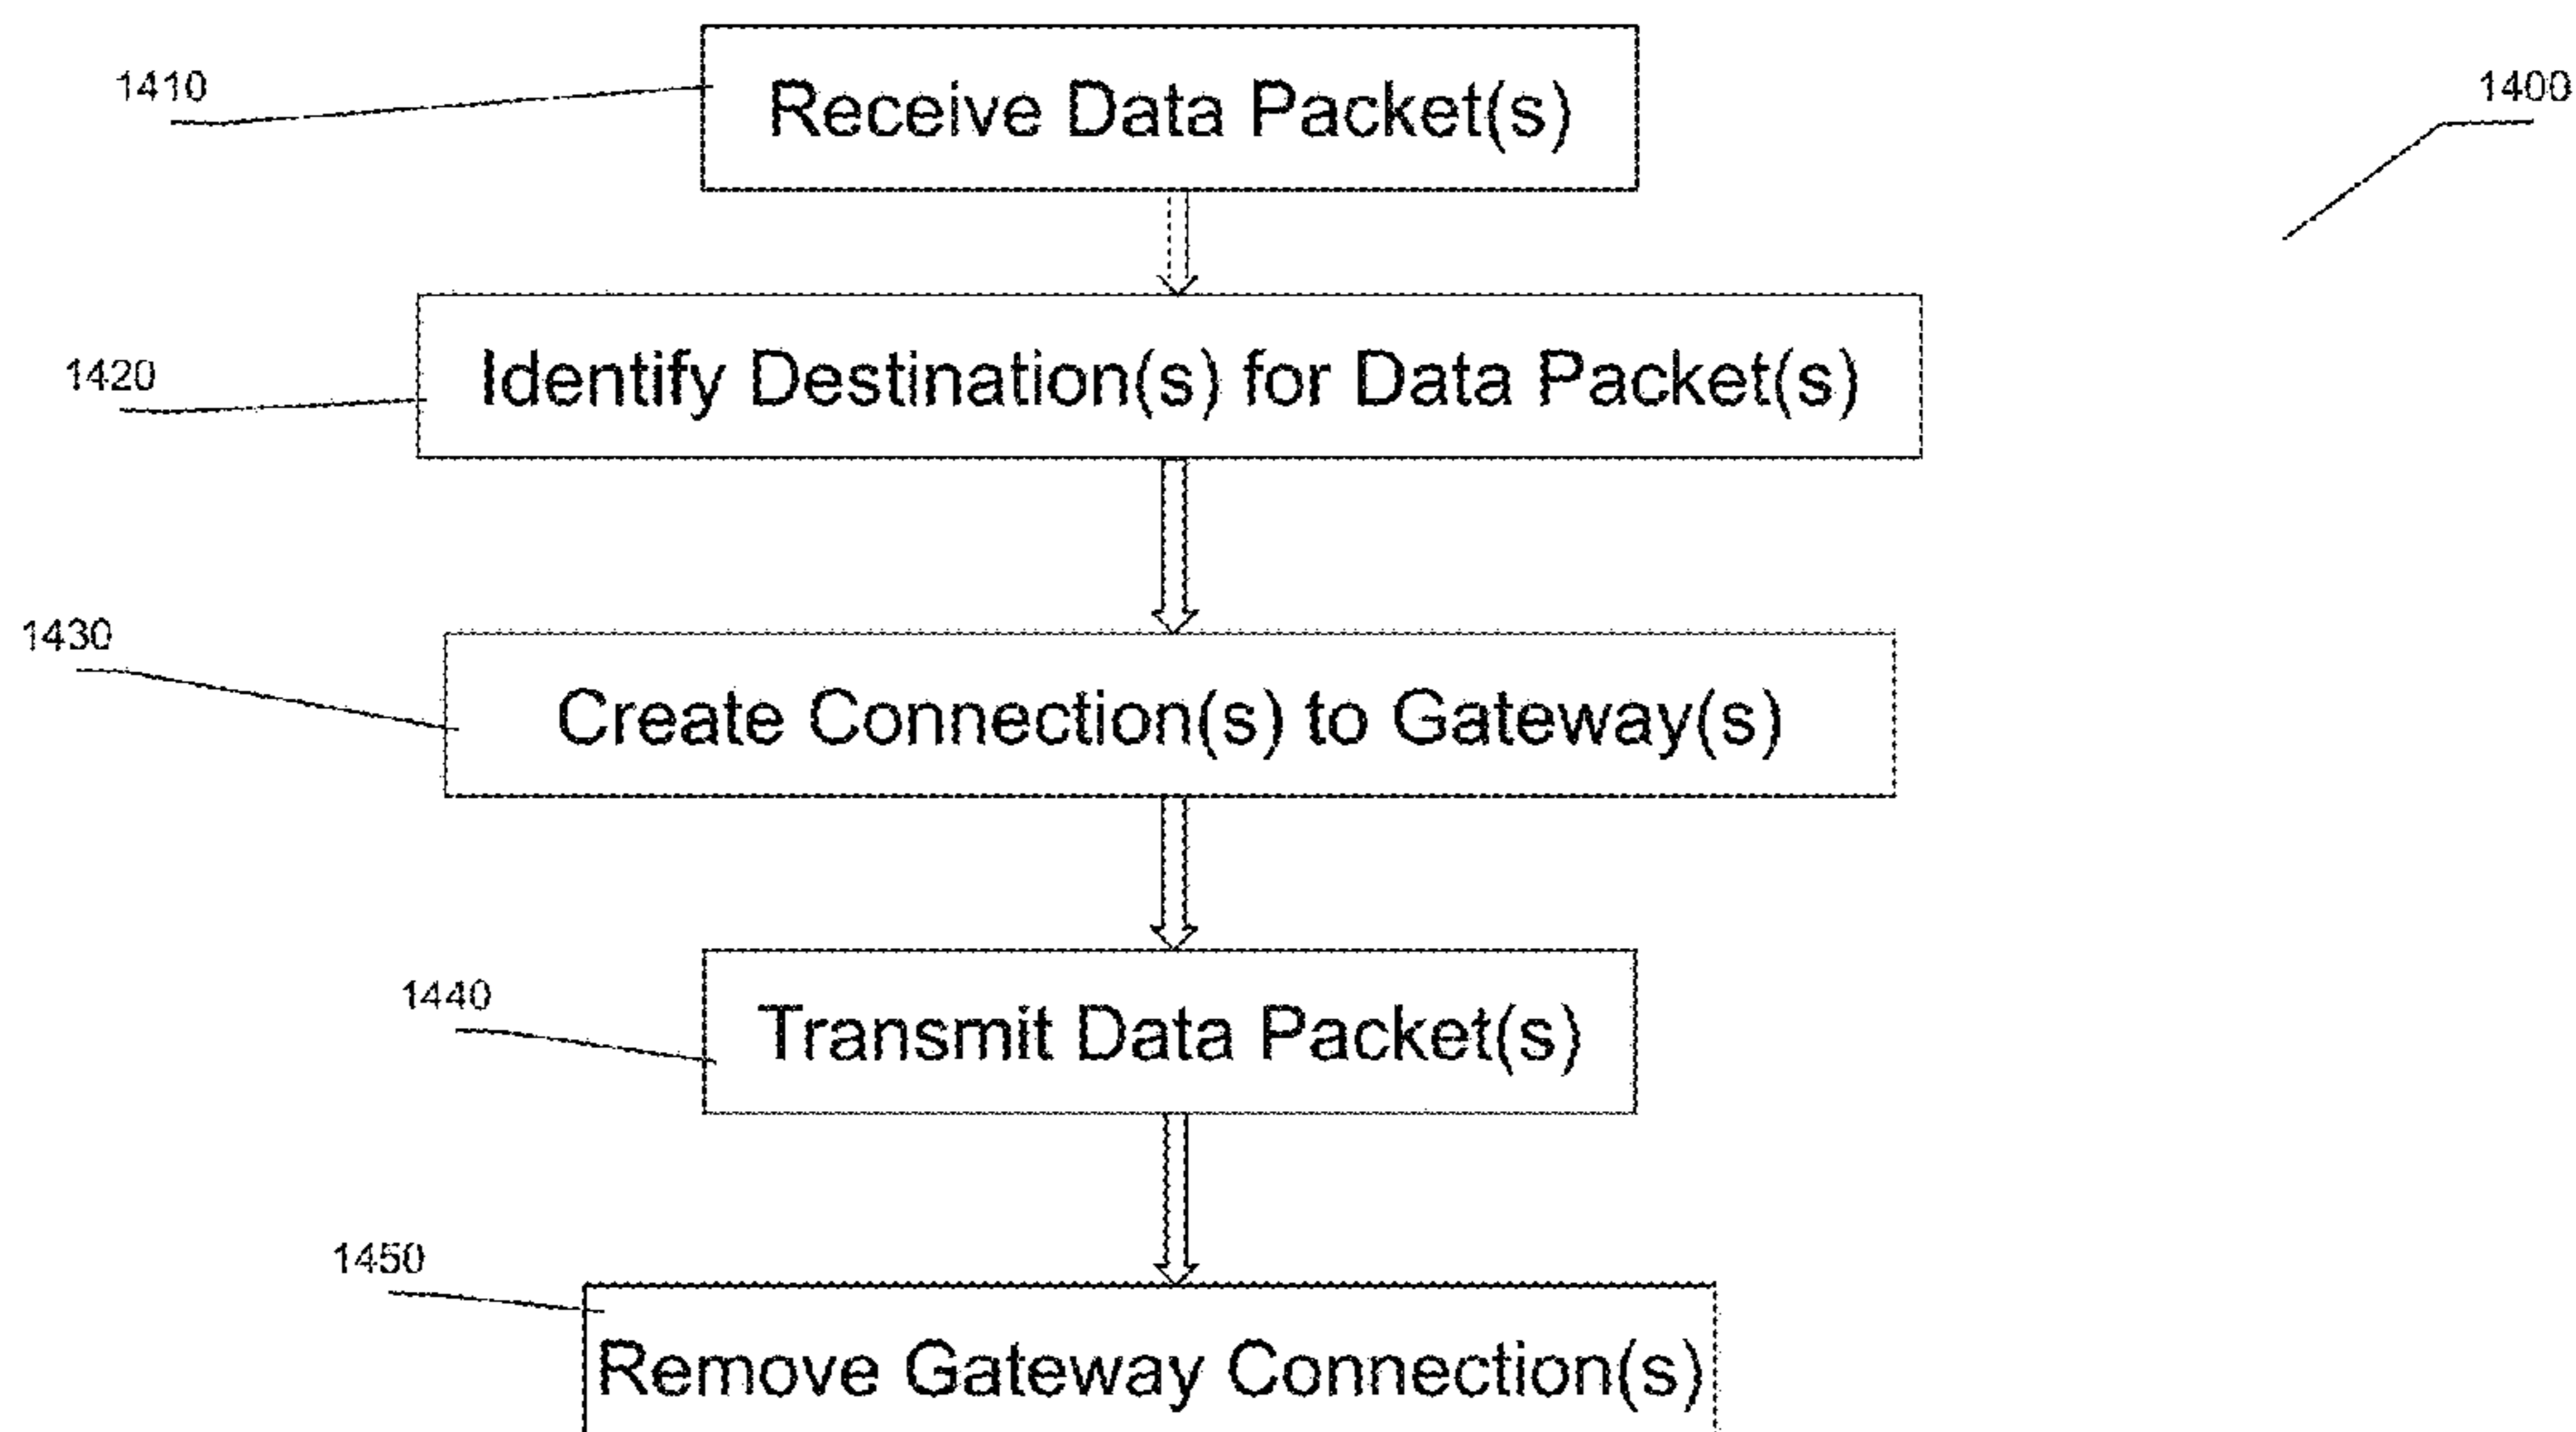 1410
Receive Data Packet(s)
1400
1420
Identify Destination(s) for Data Packet(s)
1430
Create Connection(s) to Gateway(s)
1440
Transmit Data Packet(s)
1450
Remove Gateway Connection(s)